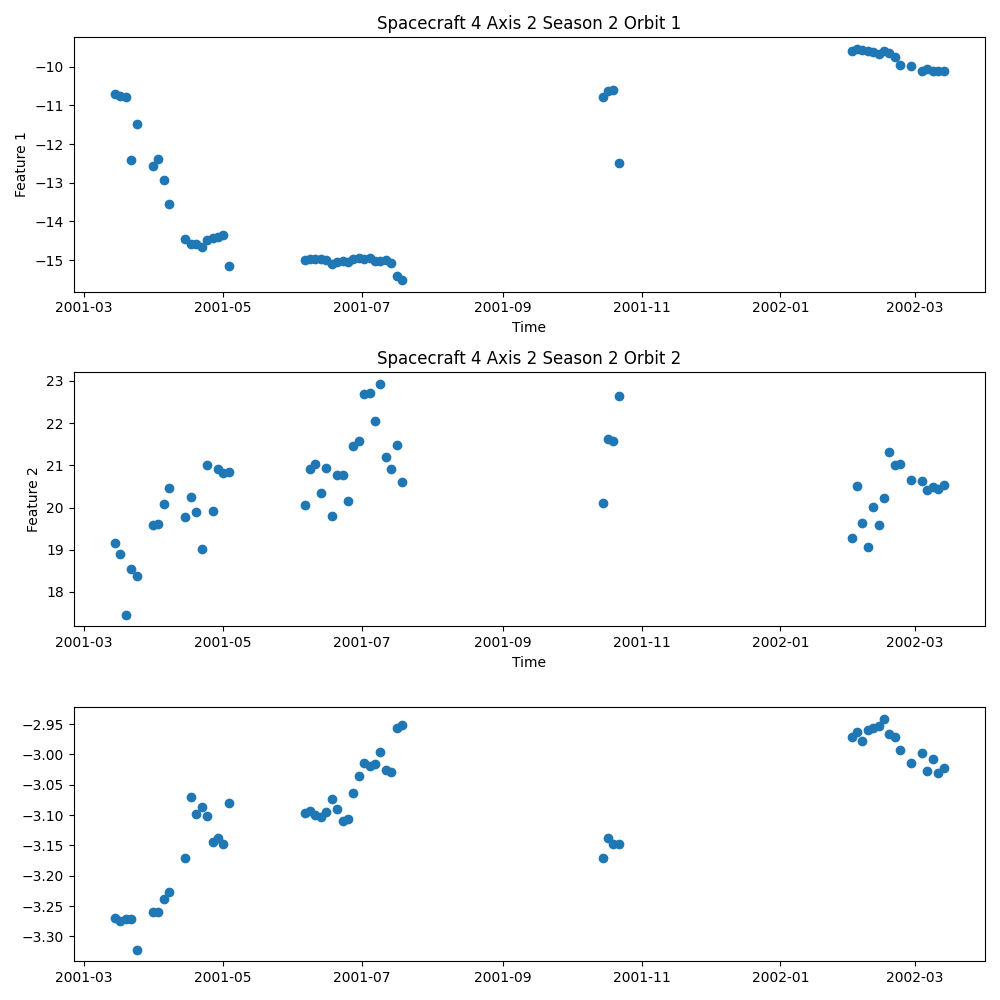 Spacecraft 4 Axis 2 Season 2 Orbit 1
−10
−11
−12
−13
−14
−15
Feature 1
2001-03 2001-05 2001-07 2001-09 2001-11 2002-01 2002-03
Time
Spacecraft 4 Axis 2 Season 2 Orbit 2
23
22
21
20
19
18
Feature 2
2001-03 2001-05 2001-07 2001-09 2001-11 2002-01 2002-03
Time
−2.95
−3.00
−3.05
−3.10
−3.15
−3.20
−3.25
−3.30
2001-03 2001-05 2001-07 2001-09 2001-11 2002-01 2002-03